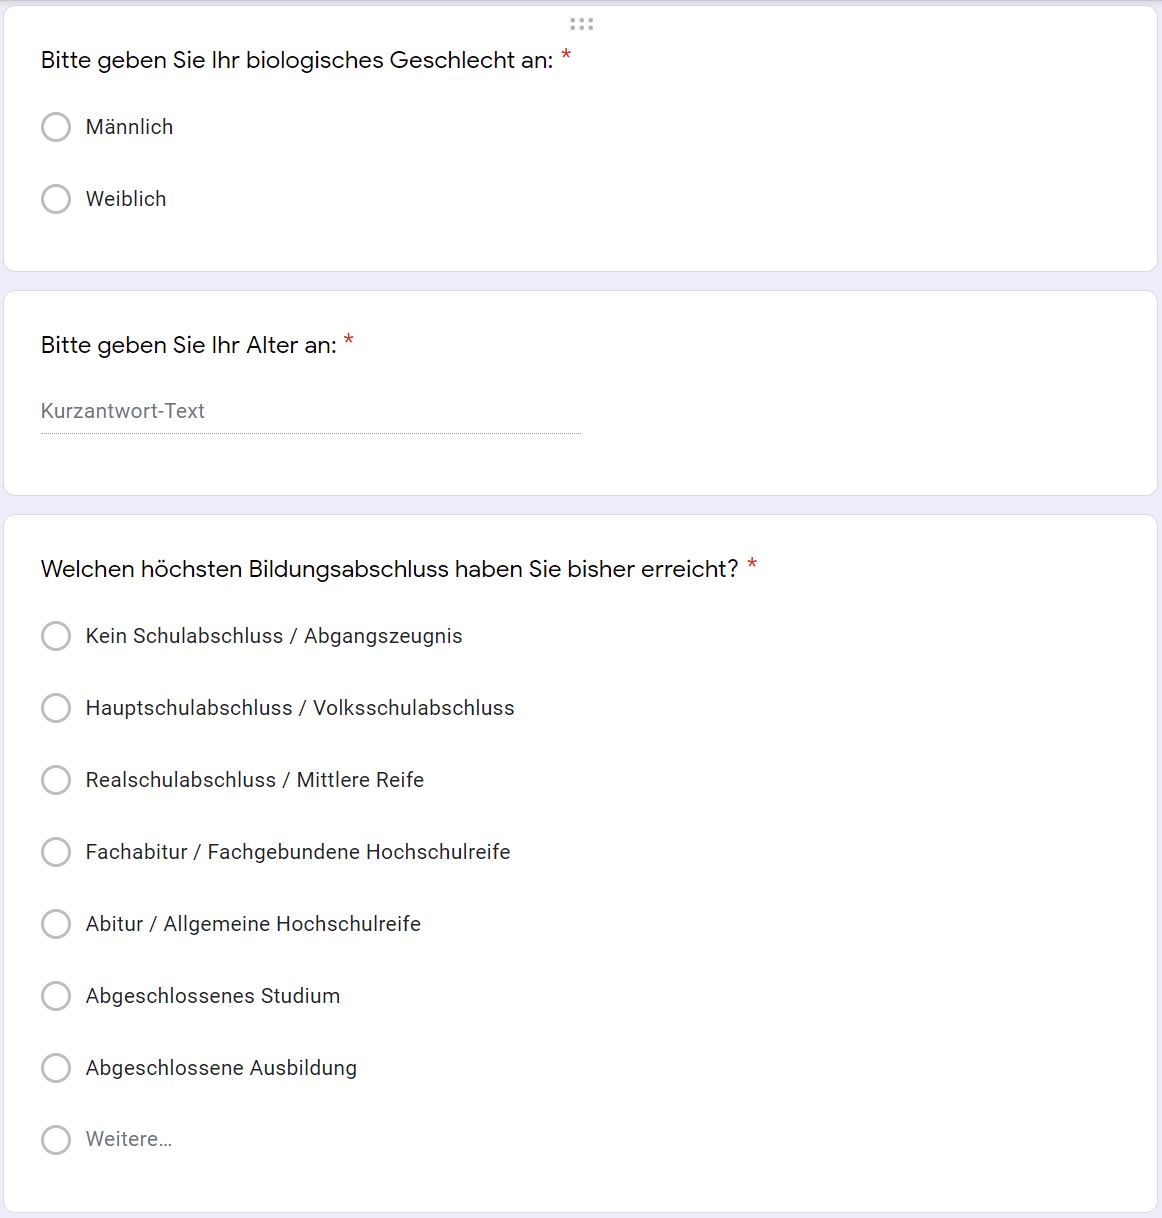 Bitte geben Sie Ihr biologisches Geschlecht an: *
Männlich
Weiblich
Bitte geben Sie Ihr Alter an: *
Kurzantwort-Text
Welchen höchsten Bildungsabschluss haben Sie bisher erreicht? *
Kein Schulabschluss / Abgangszeugnis
Hauptschulabschluss / Volksschulabschluss
Realschulabschluss / Mittlere Reife
Fachabitur / Fachgebundene Hochschulreife
Abitur / Allgemeine Hochschulreife
Abgeschlossenes Studium
Abgeschlossene Ausbildung
Weitere…